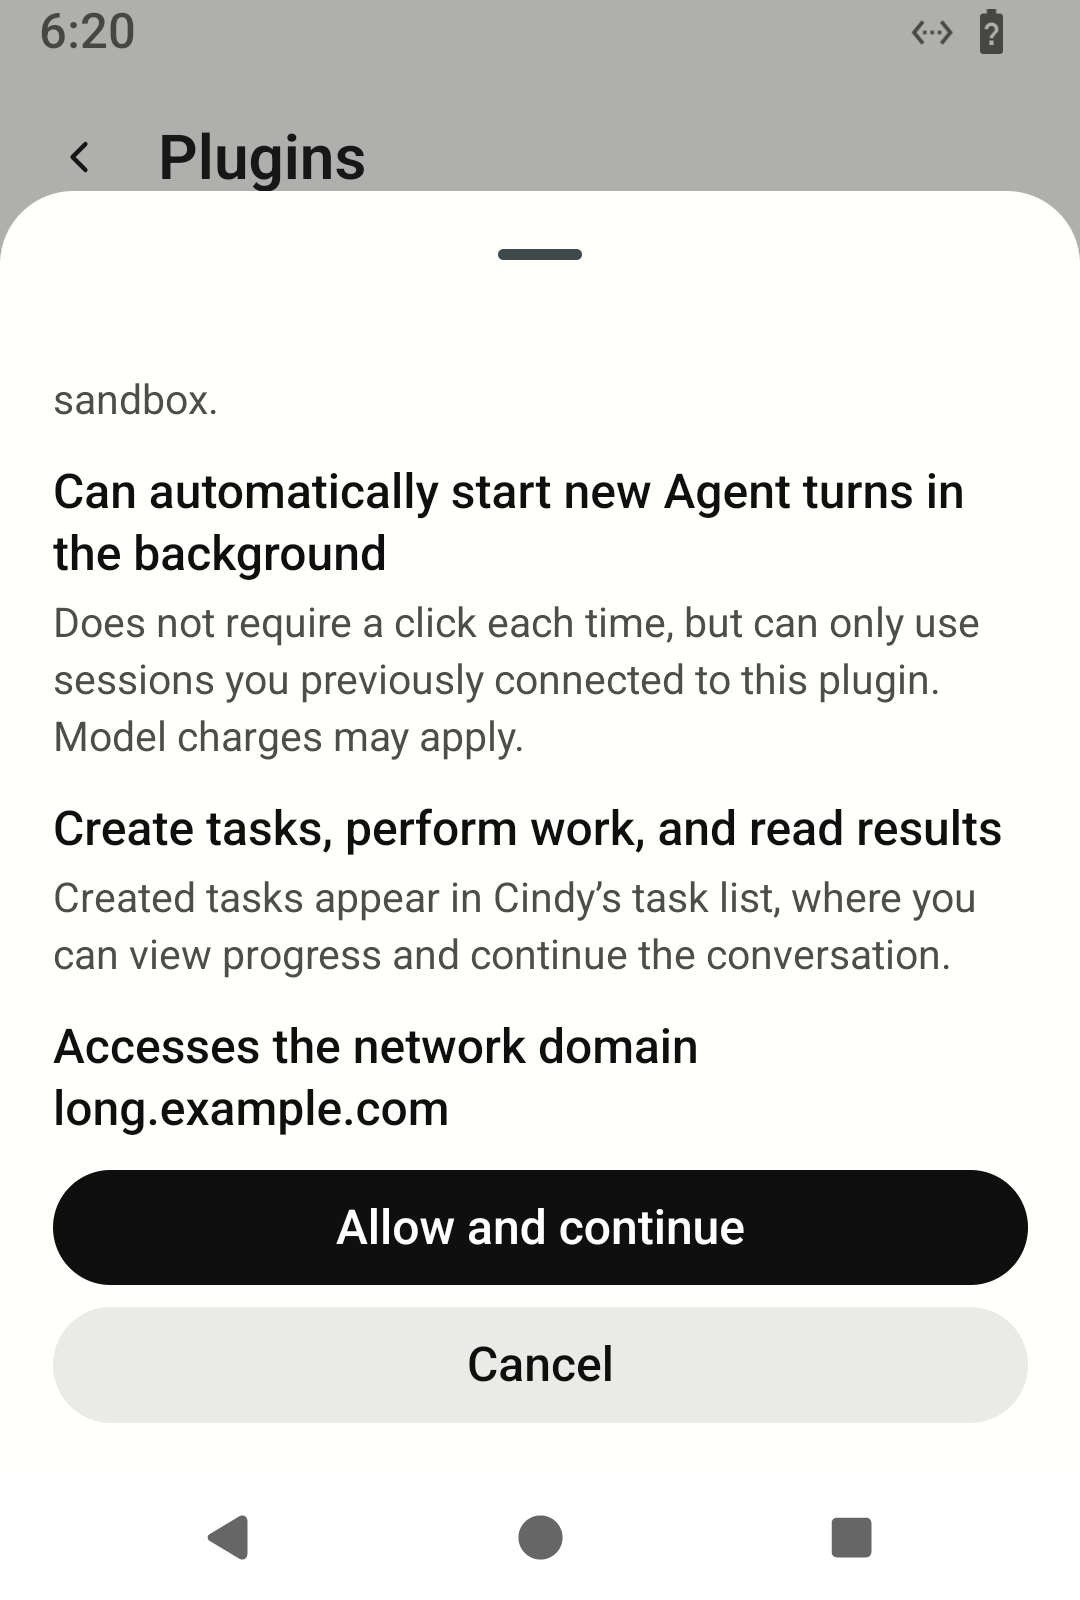 6:20
Plugins
sandbox.
Can automatically start new Agent turns in
the background
Does not require a click each time, but can only use
sessions you previously connected to this plugin.
Model charges may apply.
Create tasks, perform work, and read results
Created tasks appear in Cindy’s task list, where you
can view progress and continue the conversation.
Accesses the network domain
long.example.com
Allow and continue
Cancel